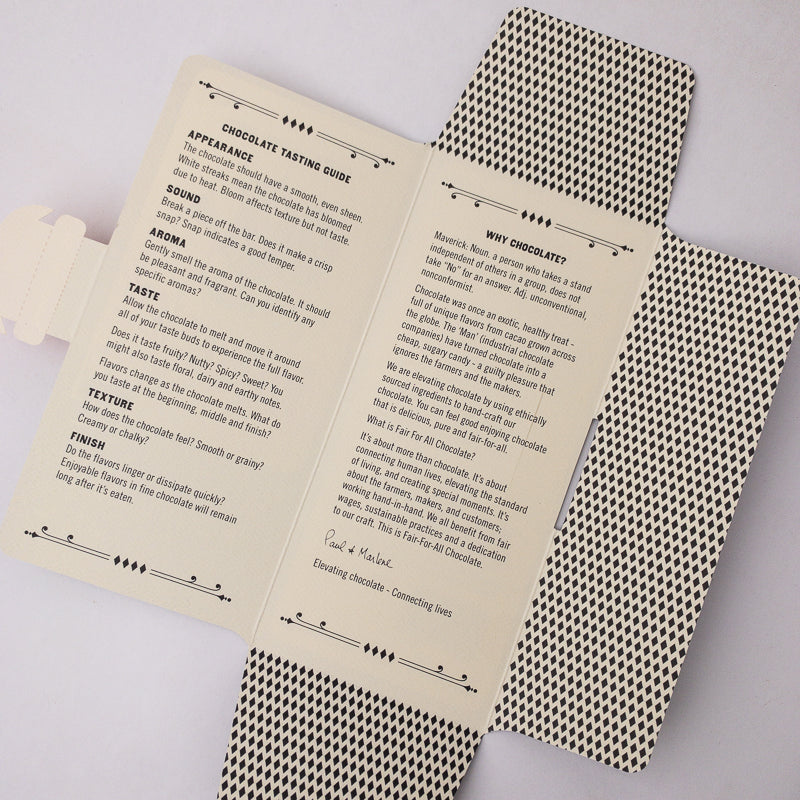 CHOCOLATE TASTING GUIDE
APPEARANCE
The chocolate should have a smooth, even sheen.
White streaks mean the chocolate has bloomed
due to heat. Bloom affects texture but not taste.
SOUND
Break a piece off the bar. Does it make a crisp
snap? Snap indicates a good temper.
AROMA
Gently smell the aroma of the chocolate. It should
be pleasant and fragrant. Can you identify any
specific aromas?
TASTE
Allow the chocolate to melt and move it around
all of your taste buds to experience the full flavor.
Does it taste fruity? Nutty? Spicy? Sweet? You
might also taste floral, dairy and earthy notes.
Flavors change as the chocolate melts. What do
you taste at the beginning, middle and finish?
TEXTURE
How does the chocolate feel? Smooth or grainy?
Creamy or chalky?
FINISH
Do the flavors linger or dissipate quickly?
Enjoyable flavors in fine chocolate will remain
long after it's eaten.
WHY CHOCOLATE?
Maverick: Noun, a person who takes a stand
independent of others in a group, does not
take "No" for an answer. Adj. unconventional,
nonconformist.
Chocolate was once an exotic, healthy treat -
full of unique flavors from cacao grown across
the globe. The 'Man' (industrial chocolate
companies) have turned chocolate into a
cheap, sugary candy - a guilty pleasure that
ignores the farmers and the makers.
We are elevating chocolate by using ethically
sourced ingredients to hand-craft our
chocolate. You can feel good enjoying chocolate
that is delicious, pure and fair-for-all.
What is Fair For All Chocolate?
It's about more than chocolate. It's about
connecting human lives, elevating the standard
of living, and creating special moments. It's
about the farmers, makers, and customers;
working hand-in-hand. We all benefit from fair
wages, sustainable practices and a dedication
to our craft. This is Fair-For-All Chocolate.
Paul & Marlene
Elevating chocolate - Connecting lives